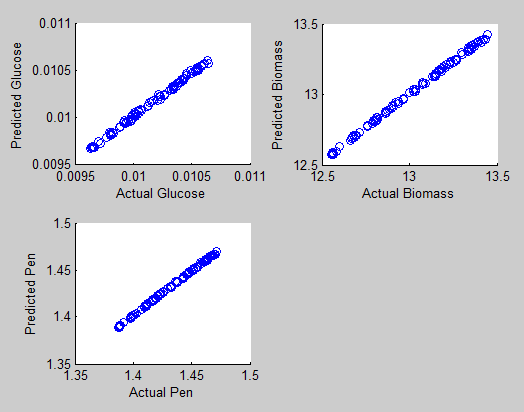 0.011
0.0105
0.01
0.0095
Predicted Glucose
0.0095 0.01 0.0105 0.011
Actual Glucose
13.5
13
12.5
Predicted Biomass
12.5 13 13.5
Actual Biomass
1.5
1.45
1.4
1.35
Predicted Pen
1.35 1.4 1.45 1.5
Actual Pen